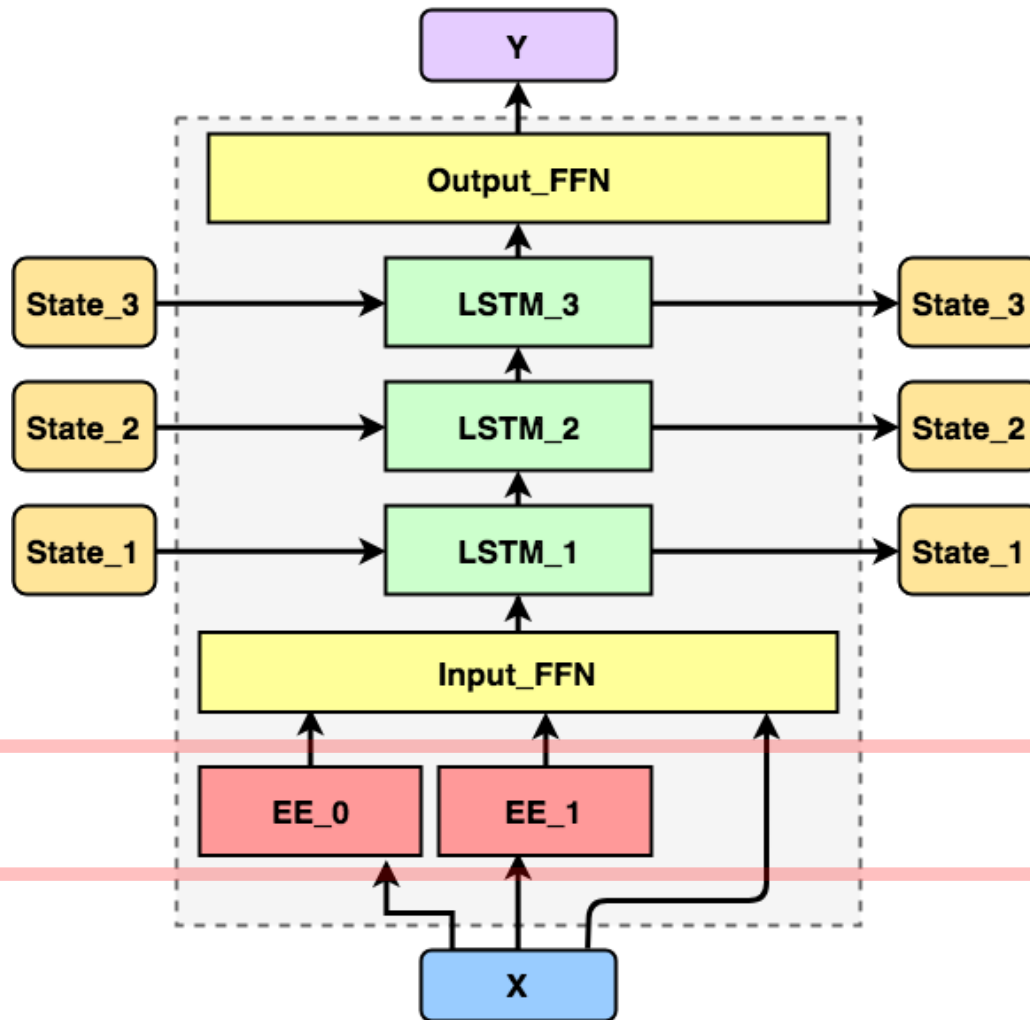 Y
Output_FFN
State_3
LSTM_3
State_3
State_2
LSTM_2
State_2
State_1
LSTM_1
State_1
Input_FFN
EE_0
EE_1
X